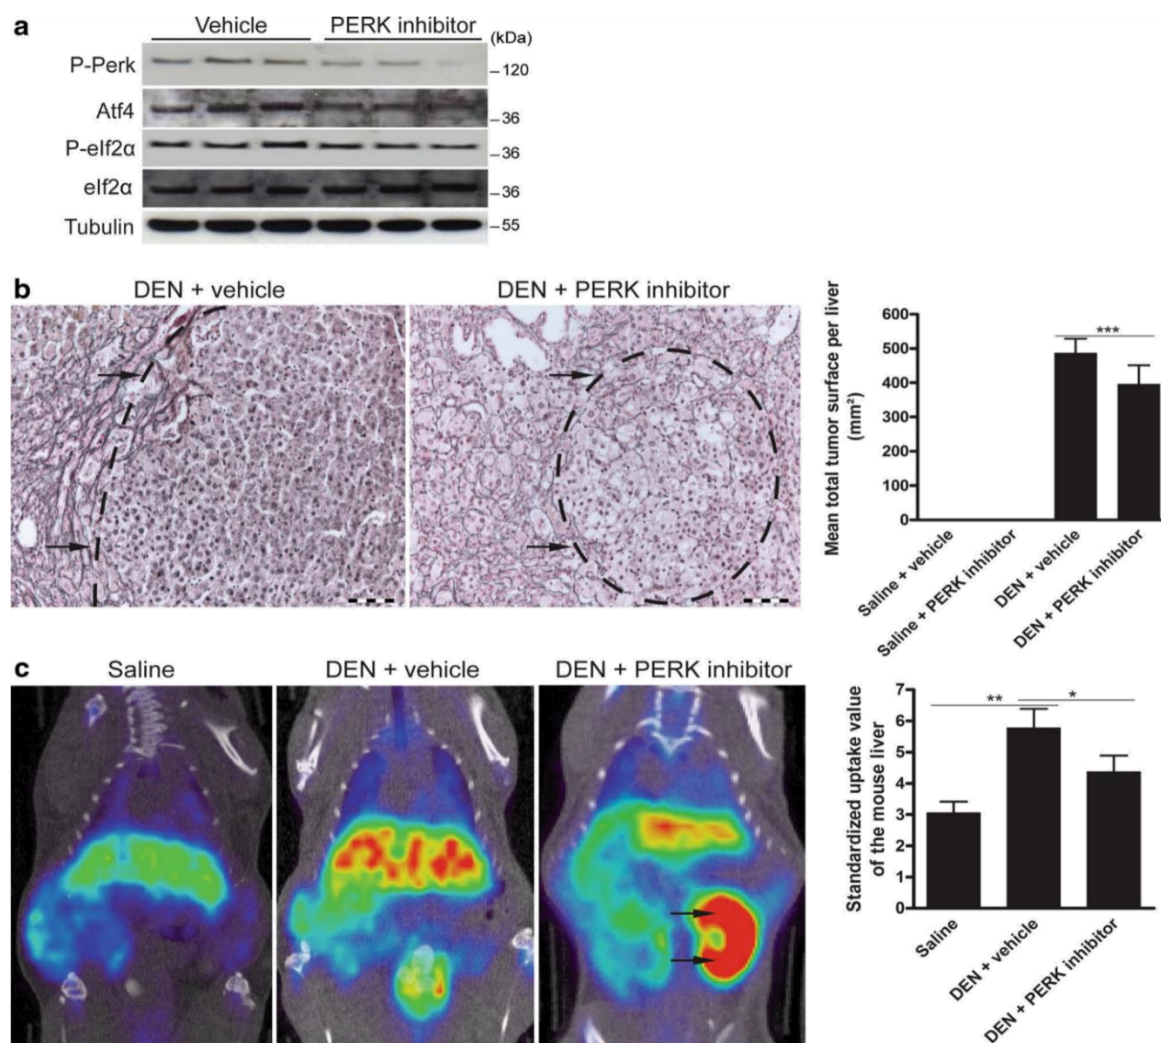 a
Vehicle
PERK inhibitor
(kDa)
P-Perk
120
Atf4
36
P-eIf2α
36
eIf2α
36
Tubulin
55
b
DEN + vehicle
DEN + PERK inhibitor
Mean total tumor surface per liver
(mm²)
600
500
400
300
200
100
0
***
Saline + vehicle
Saline + PERK inhibitor
DEN + vehicle
DEN + PERK inhibitor
c
Saline
DEN + vehicle
DEN + PERK inhibitor
Standardized uptake value
of the mouse liver
7
6
5
4
3
2
1
0
**
*
Saline
DEN + vehicle
DEN + PERK inhibitor